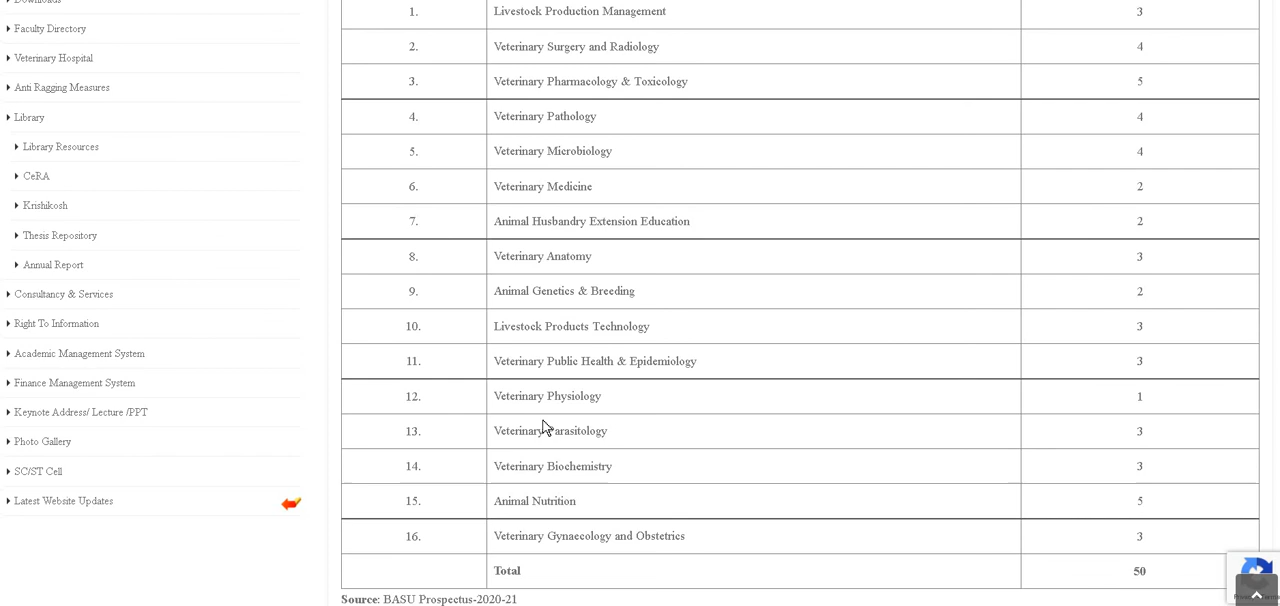 Downloads
Faculty Directory
Veterinary Hospital
Anti Ragging Measures
Library
Library Resources
CeRA
Krishikosh
Thesis Repository
Annual Report
Consultancy & Services
Right To Information
Academic Management System
Finance Management System
Keynote Address/ Lecture /PPT
Photo Gallery
SC/ST Cell
Latest Website Updates
1. Livestock Production Management 3
2. Veterinary Surgery and Radiology 4
3. Veterinary Pharmacology & Toxicology 5
4. Veterinary Pathology 4
5. Veterinary Microbiology 4
6. Veterinary Medicine 2
7. Animal Husbandry Extension Education 2
8. Veterinary Anatomy 3
9. Animal Genetics & Breeding 2
10. Livestock Products Technology 3
11. Veterinary Public Health & Epidemiology 3
12. Veterinary Physiology 1
13. Veterinary Parasitology 3
14. Veterinary Biochemistry 3
15. Animal Nutrition 5
16. Veterinary Gynaecology and Obstetrics 3
Total 50
Source: BASU Prospectus-2020-21